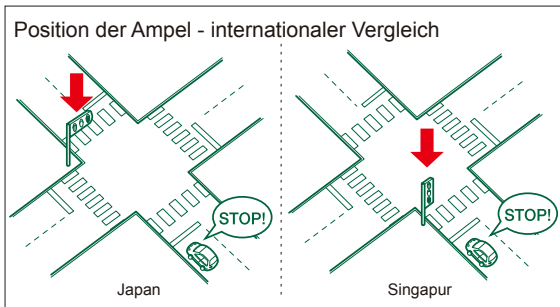 Position der Ampel - internationaler Vergleich
STOP!
STOP!
Japan
Singapur